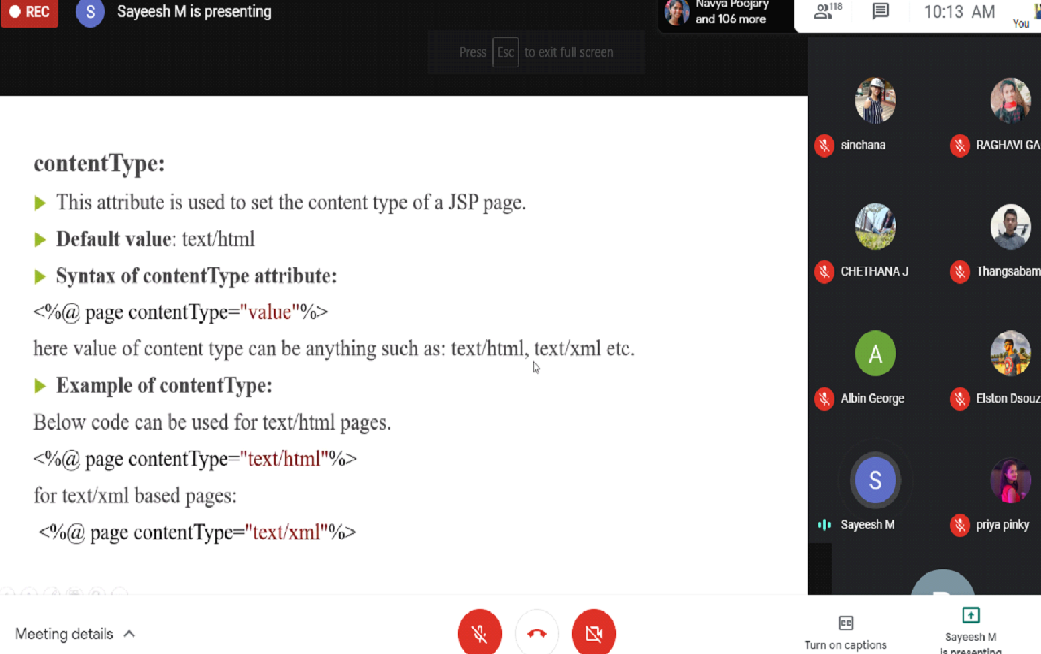 REC
S
Sayeesh M is presenting
Navya Poojary
and 106 more
118
10:13 AM
You
Press Esc to exit full screen
contentType:
This attribute is used to set the content type of a JSP page.
Default value: text/html
Syntax of contentType attribute:
<%@ page contentType="value"%>
here value of content type can be anything such as: text/html, text/xml etc.
Example of contentType:
Below code can be used for text/html pages.
<%@ page contentType="text/html"%>
for text/xml based pages:
<%@ page contentType="text/xml"%>
sinchana
RAGHAVI GA
CHETHANA J
Thangsabam
A
Albin George
Elston Dsouz
S
Sayeesh M
priya pinky
Meeting details
Turn on captions
Sayeesh M
is presenting